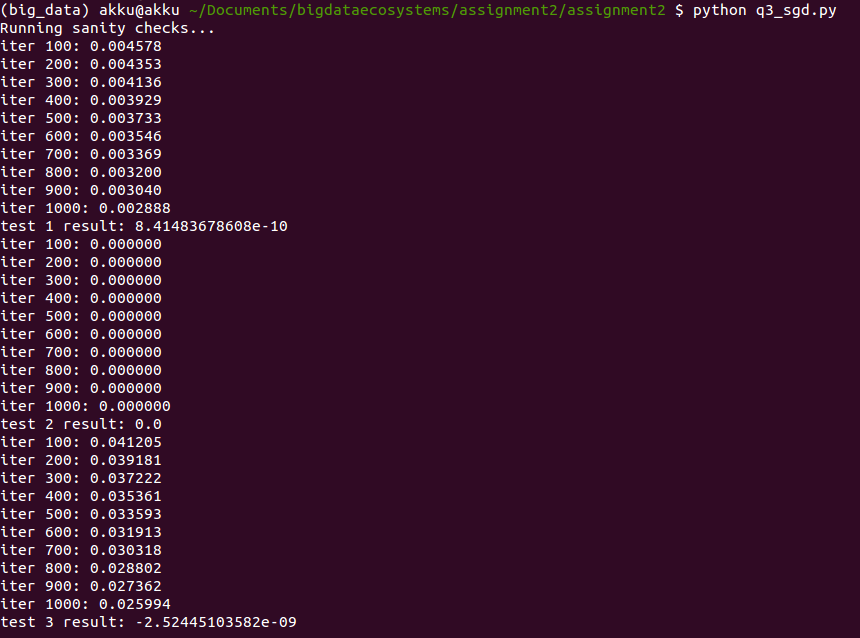 (big_data) akku@akku ~/Documents/bigdataecosystems/assignment2/assignment2 $ python q3_sgd.py
Running sanity checks...
iter 100: 0.004578
iter 200: 0.004353
iter 300: 0.004136
iter 400: 0.003929
iter 500: 0.003733
iter 600: 0.003546
iter 700: 0.003369
iter 800: 0.003200
iter 900: 0.003040
iter 1000: 0.002888
test 1 result: 8.41483678608e-10
iter 100: 0.000000
iter 200: 0.000000
iter 300: 0.000000
iter 400: 0.000000
iter 500: 0.000000
iter 600: 0.000000
iter 700: 0.000000
iter 800: 0.000000
iter 900: 0.000000
iter 1000: 0.000000
test 2 result: 0.0
iter 100: 0.041205
iter 200: 0.039181
iter 300: 0.037222
iter 400: 0.035361
iter 500: 0.033593
iter 600: 0.031913
iter 700: 0.030318
iter 800: 0.028802
iter 900: 0.027362
iter 1000: 0.025994
test 3 result: -2.52445103582e-09